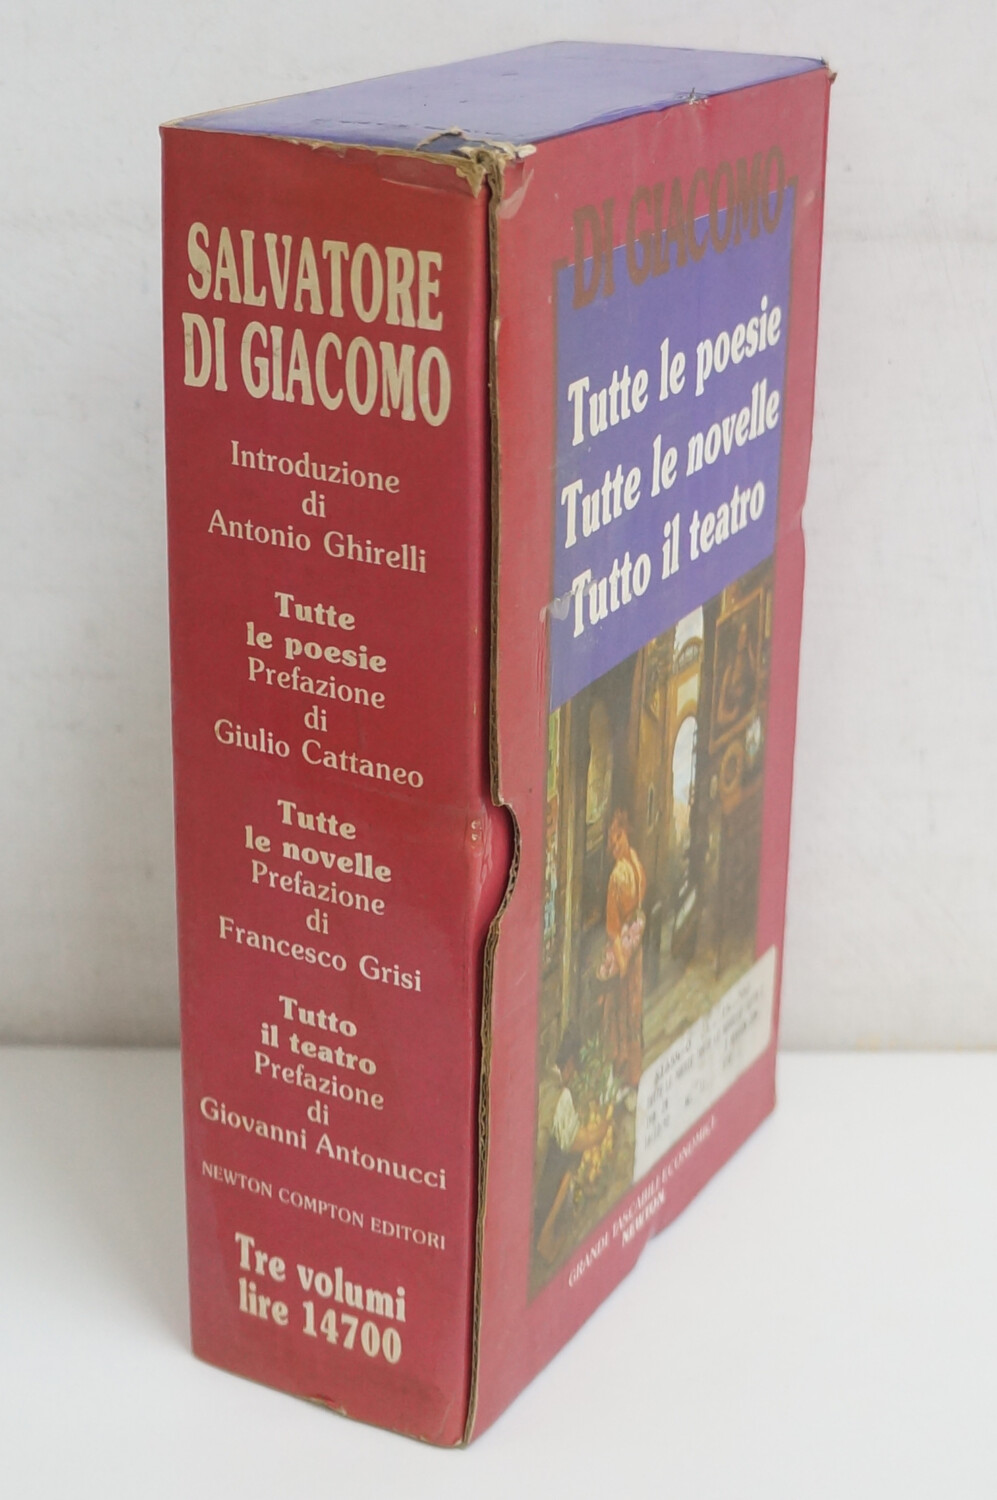 SALVATORE
DI GIACOMO
Introduzione
di
Antonio Ghirelli
Tutte
le poesie
Prefazione
di
Giulio Cattaneo
Tutte
le novelle
Prefazione
di
Francesco Grisi
Tutto
il teatro
Prefazione
di
Giovanni Antonucci
NEWTON COMPTON EDITORI
Tre volumi
lire 14700
DI GIACOMO
Tutte le poesie
Tutte le novelle
Tutto il teatro
GRANDI TASCABILI ECONOMICI
NEWTON